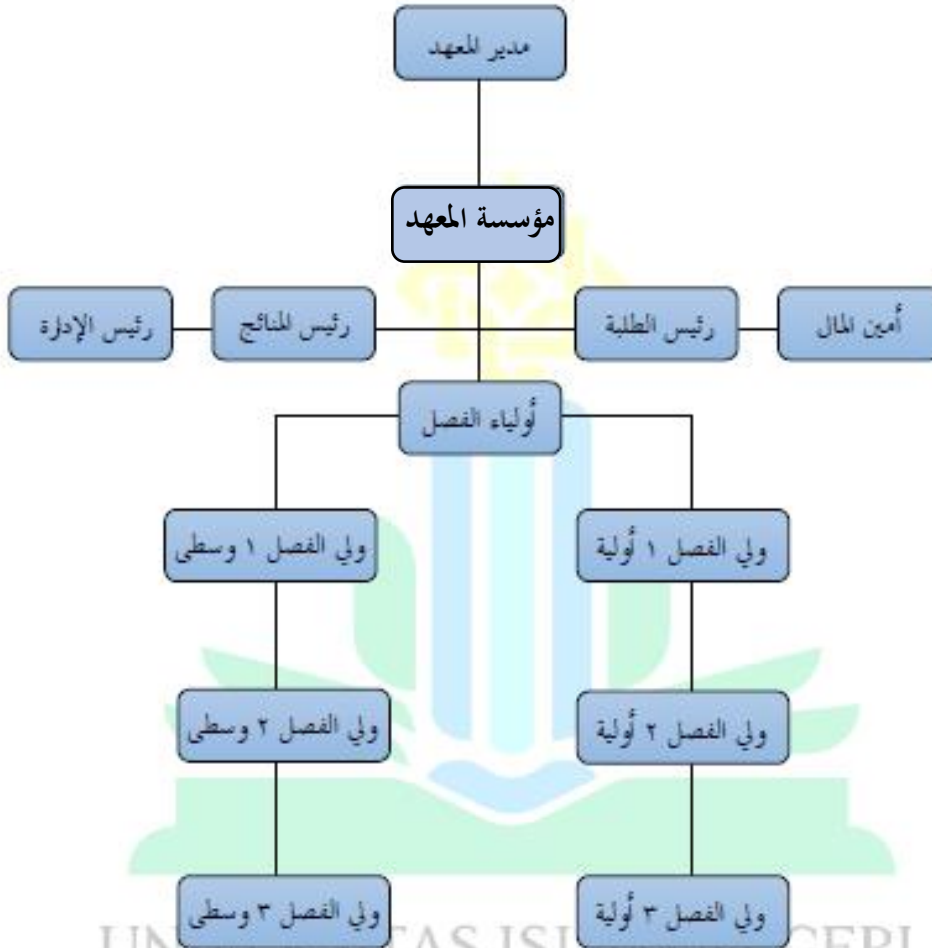 مدير المعهد
مؤسسة المعهد
أمين المال
رئيس الطلبة
رئيس المنائج
رئيس الإدارة
أولياء الفصل
ولي الفصل ١ أولية
ولي الفصل ١ وسطى
ولي الفصل ٢ أولية
ولي الفصل ٢ وسطى
ولي الفصل ٣ أولية
ولي الفصل ٣ وسطى